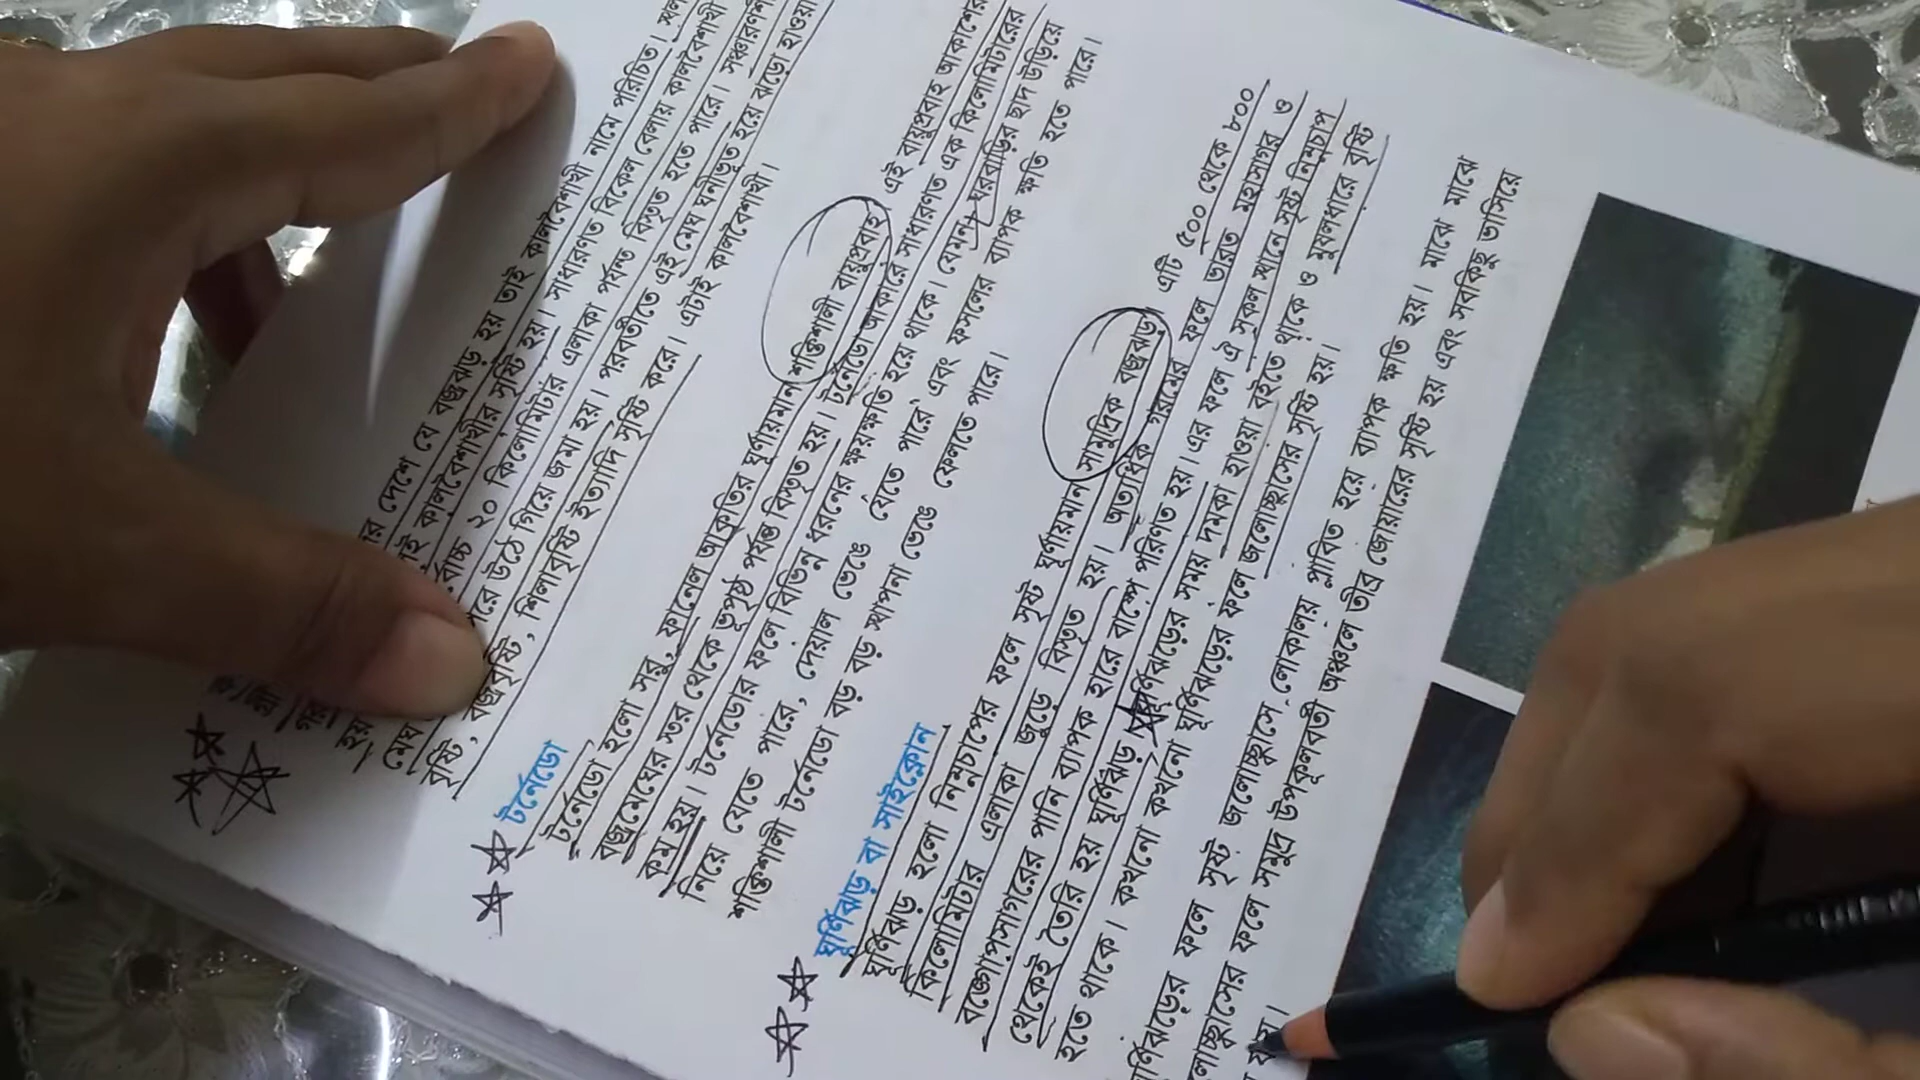 দেশে যে বজ্রঝড় হয় তাই কালবৈশাখী নামে পরিচিত।
কালবৈশাখীর সৃষ্টি হয়। সাধারণত বিকেল বেলায় কালবৈশাখী
২০ কিলোমিটার এলাকা পর্যন্ত বিস্তৃত হতে পারে।
উঠে গিয়ে জমা হয়। পরবর্তীতে এই মেঘ ঘনীভূত হয়ে ঝড়ো হাওয়া
বৃষ্টি, বজ্রবৃষ্টি, শিলাবৃষ্টি ইত্যাদি সৃষ্টি করে। এটাই কালবৈশাখী।
টর্নেডো
টর্নেডো হলো সরু, ফানেল আকৃতির ঘূর্ণায়মান শক্তিশালী বায়ুপ্রবাহ। এই বায়ুপ্রবাহ আকাশের
বজ্রমেঘের স্তর থেকে ভূপৃষ্ঠ পর্যন্ত বিস্তৃত হয়। টর্নেডো আকারে সাধারণত এক কিলোমিটারের
কম হয়। টর্নেডোর ফলে বিভিন্ন ধরনের ক্ষয়ক্ষতি হয়ে থাকে। যেমন- ঘরবাড়ির ছাদ উড়িয়ে
নিয়ে যেতে পারে, দেয়াল ভেঙে যেতে পারে এবং ফসলের ব্যাপক ক্ষতি হতে পারে।
শক্তিশালী টর্নেডো বড় বড় স্থাপনা ভেঙে ফেলতে পারে।
ঘূর্ণিঝড় বা সাইক্লোন
ঘূর্ণিঝড় হলো নিম্নচাপের ফলে সৃষ্ট ঘূর্ণায়মান সামুদ্রিক বজ্রঝড়। এটি ৫০০ থেকে ৮০০
কিলোমিটার এলাকা জুড়ে বিস্তৃত হয়। অত্যধিক গরমের ফলে ভারত মহাসাগর ও
বঙ্গোপসাগরের পানি ব্যাপক হারে বাষ্পে পরিণত হয়। এর ফলে ঐ সকল স্থানে সৃষ্ট নিম্নচাপ
থেকেই তৈরি হয় ঘূর্ণিঝড়। ঘূর্ণিঝড়ের সময় দমকা হাওয়া বইতে থাকে ও মুষলধারে বৃষ্টি
হতে থাকে। কখনো কখনো ঘূর্ণিঝড়ের ফলে জলোচ্ছ্বাসের সৃষ্টি হয়।
ফলে সৃষ্ট জলোচ্ছ্বাসে লোকালয় প্লাবিত হয়ে ব্যাপক ক্ষতি হয়। মাঝে মাঝে
ফলে সমুদ্র উপকূলবর্তী অঞ্চলে তীব্র জোয়ারের সৃষ্টি হয় এবং সবকিছু ভাসিয়ে